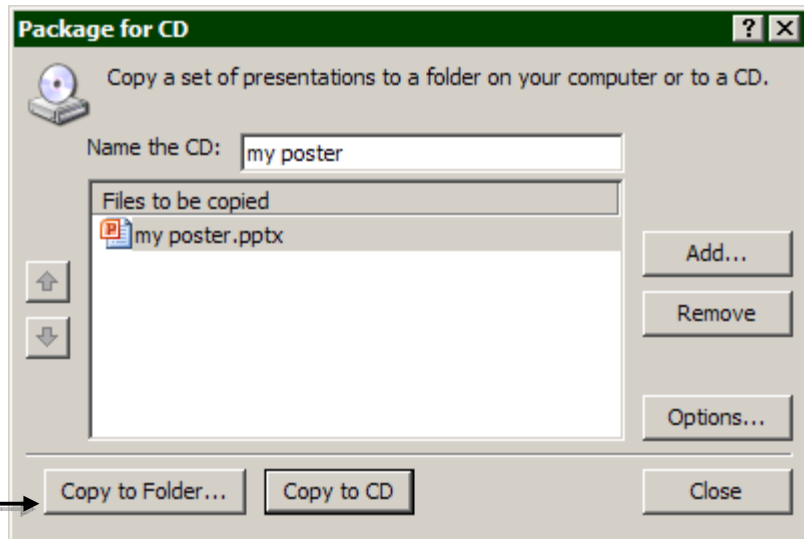 Package for CD
Copy a set of presentations to a folder on your computer or to a CD.
Name the CD: my poster
Files to be copied
my poster.pptx
Add...
Remove
Options...
Copy to Folder... Copy to CD Close